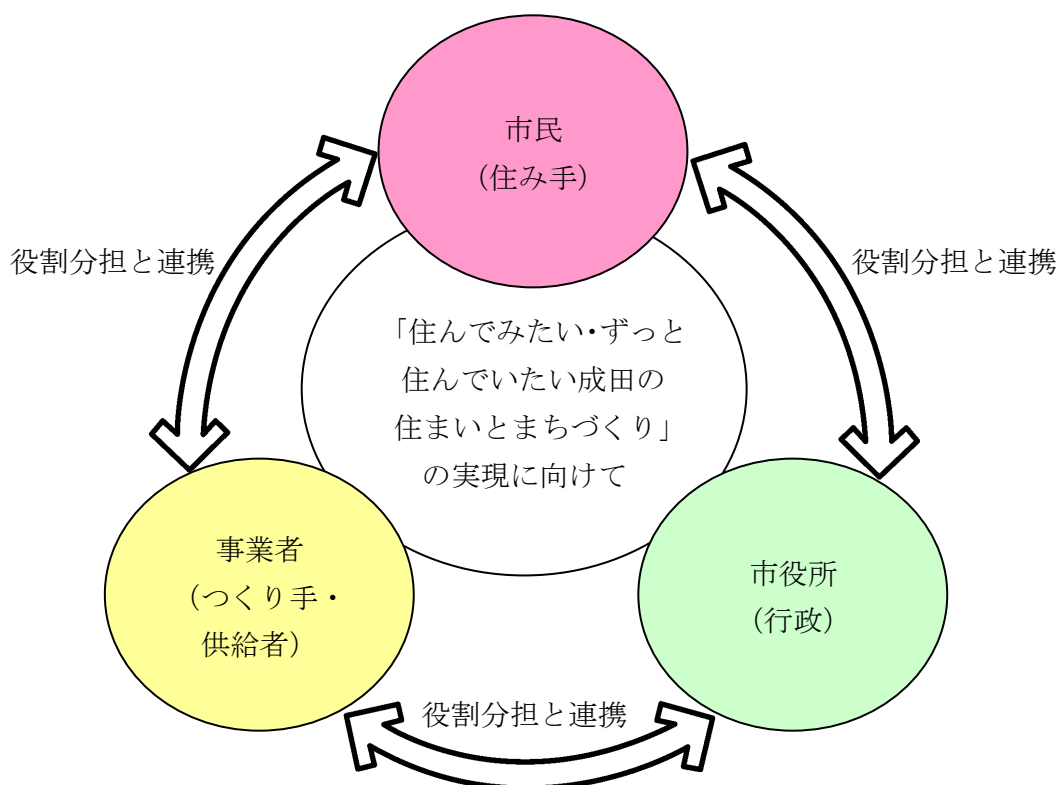 市民
（住み手）
役割分担と連携
役割分担と連携
「住んでみたい・ずっと
住んでいたい成田の
住まいとまちづくり」
の実現に向けて
事業者
（つくり手・
供給者）
市役所
（行政）
役割分担と連携